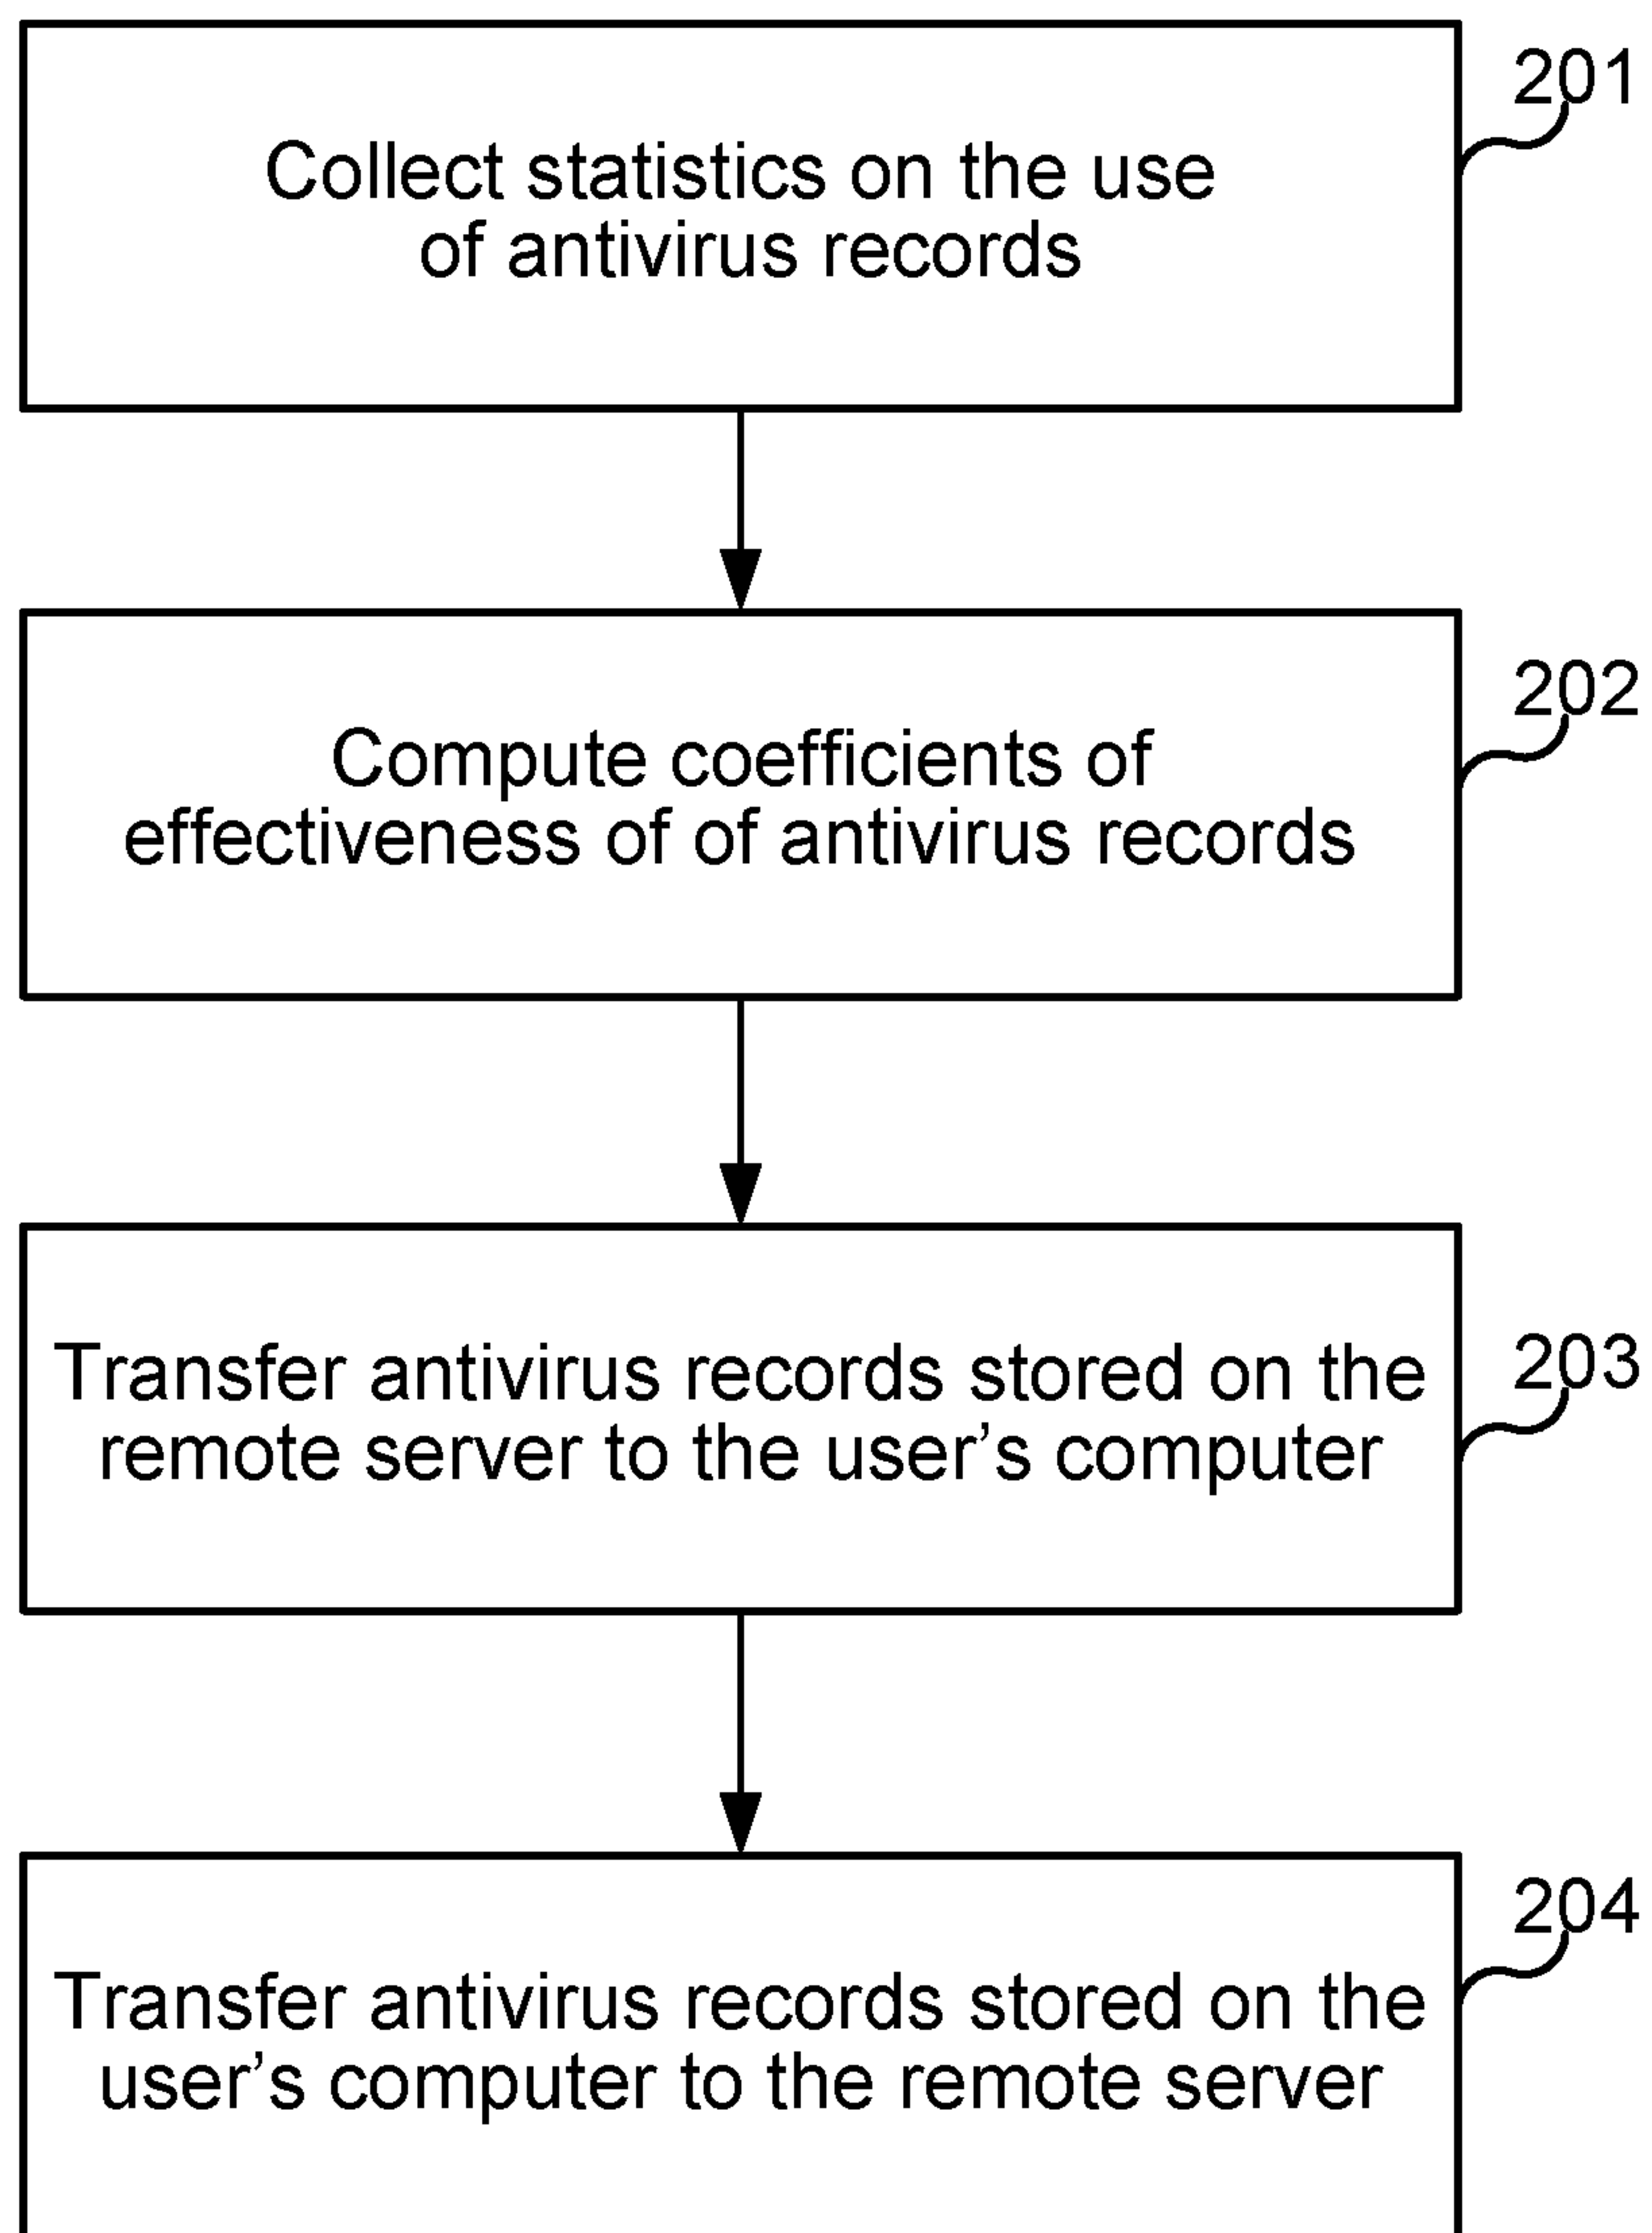 201
Collect statistics on the use
of antivirus records
202
Compute coefficients of
effectiveness of of antivirus records
203
Transfer antivirus records stored on the
remote server to the user’s computer
204
Transfer antivirus records stored on the
user’s computer to the remote server